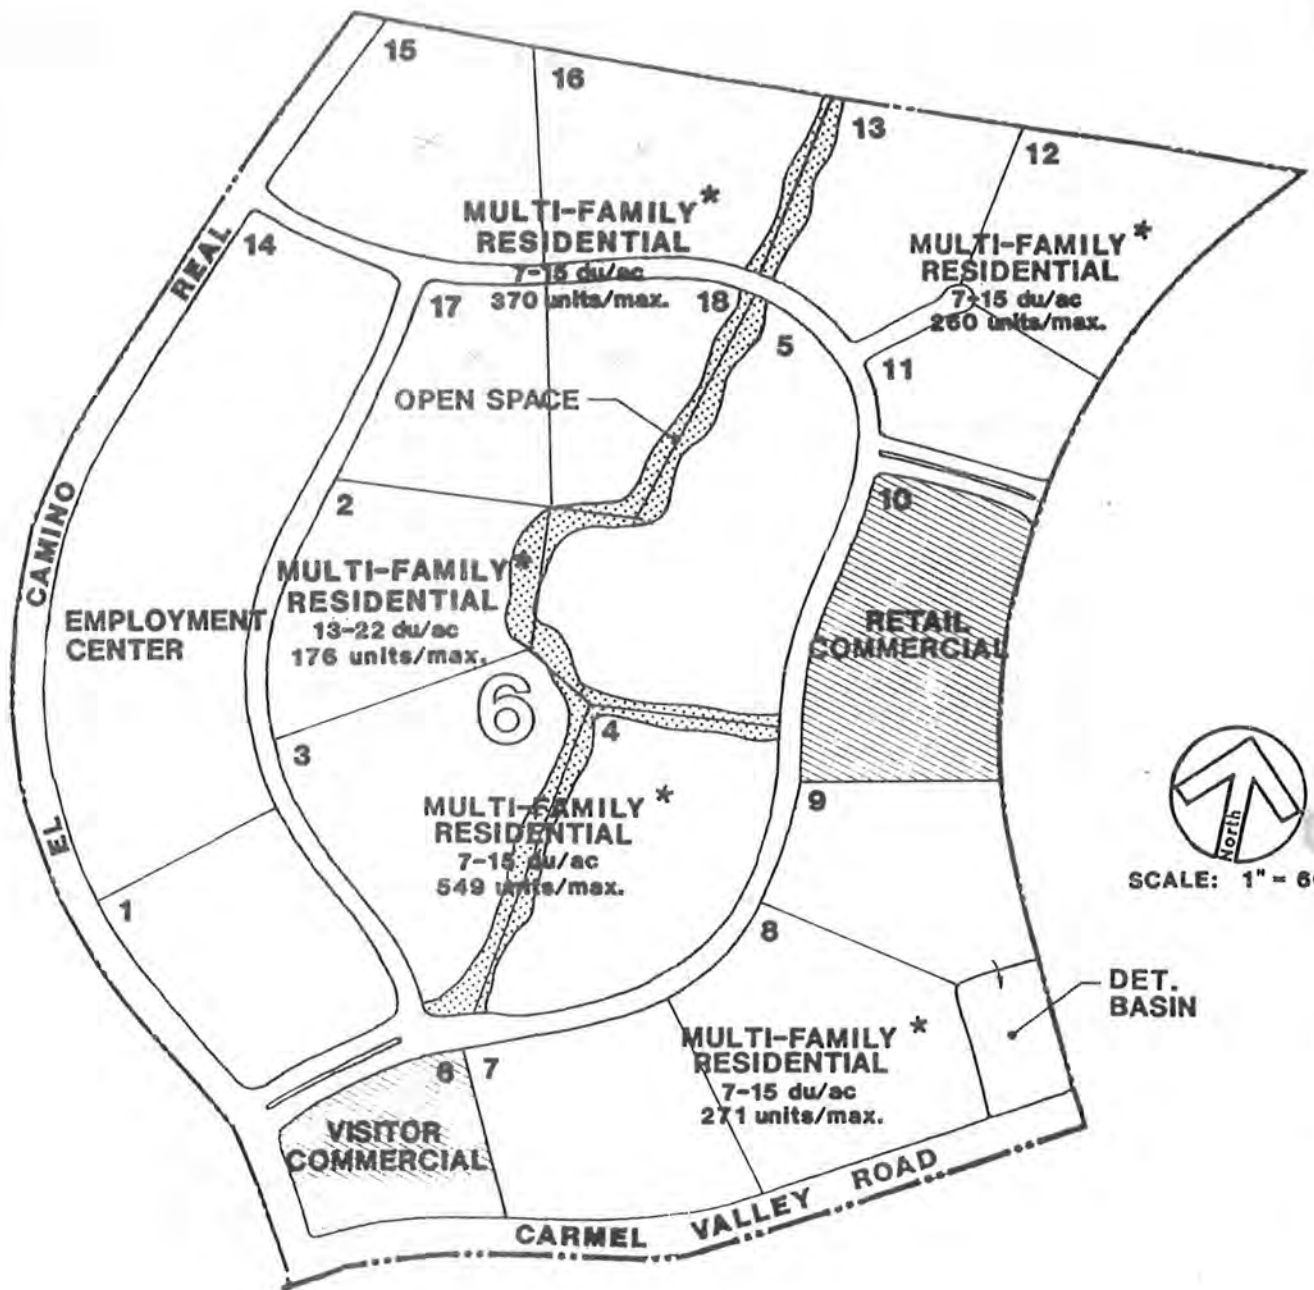 15
16
13
12
14
REAL
MULTI-FAMILY*
RESIDENTIAL
7-15 du/ac
370 units/max.
MULTI-FAMILY*
RESIDENTIAL
7-15 du/ac
260 units/max.
17
18
5
11
OPEN SPACE
CAMINO
2
10
MULTI-FAMILY*
RESIDENTIAL
13-22 du/ac
176 units/max.
EMPLOYMENT
CENTER
RETAIL
COMMERCIAL
6
3
4
EL
9
MULTI-FAMILY*
RESIDENTIAL
7-15 du/ac
549 units/max.
North
SCALE: 1" =
1
8
DET.
BASIN
MULTI-FAMILY*
RESIDENTIAL
7-15 du/ac
271 units/max.
6
7
VISITOR
COMMERCIAL
CARMEL VALLEY ROAD